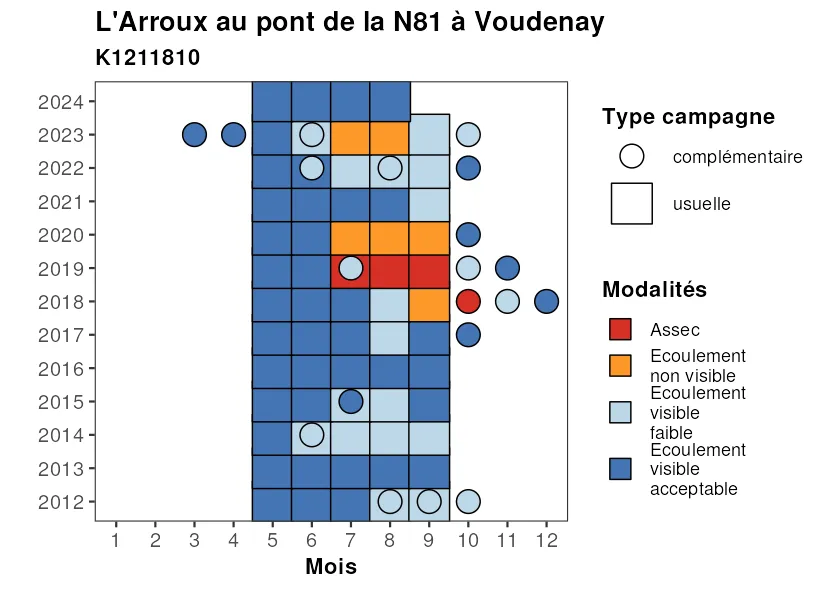 L'Arroux au pont de la N81 à Voudenay
K1211810
2024
2023
2022
2021
2020
2019
2018
2017
2016
2015
2014
2013
2012
1 2 3 4 5 6 7 8 9 10 11 12
Mois
Type campagne
complémentaire
usuelle
Modalités
Assec
Ecoulement
non visible
Ecoulement
visible
faible
Ecoulement
visible
acceptable